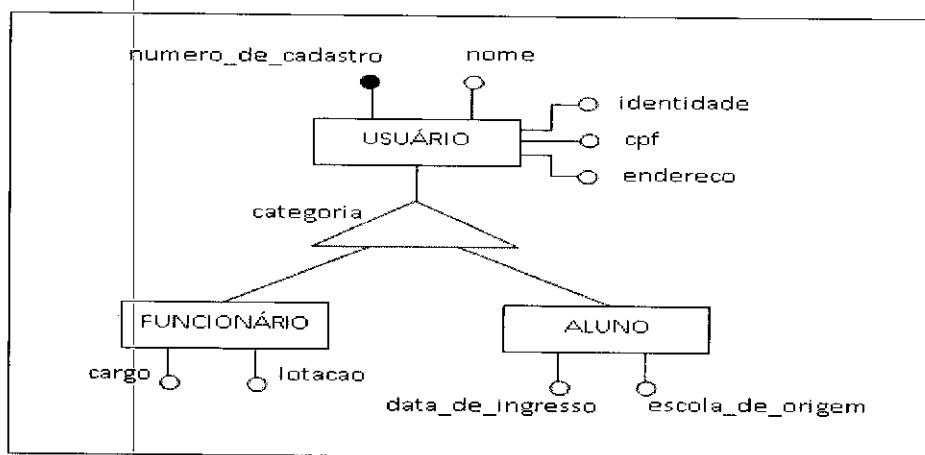 numero_de_cadastro nome
identidade
USUÁRIO
cpf
endereco
categoria
FUNCIONÁRIO
ALUNO
cargo
lotacao
data_de_ingresso
escola_de_origem